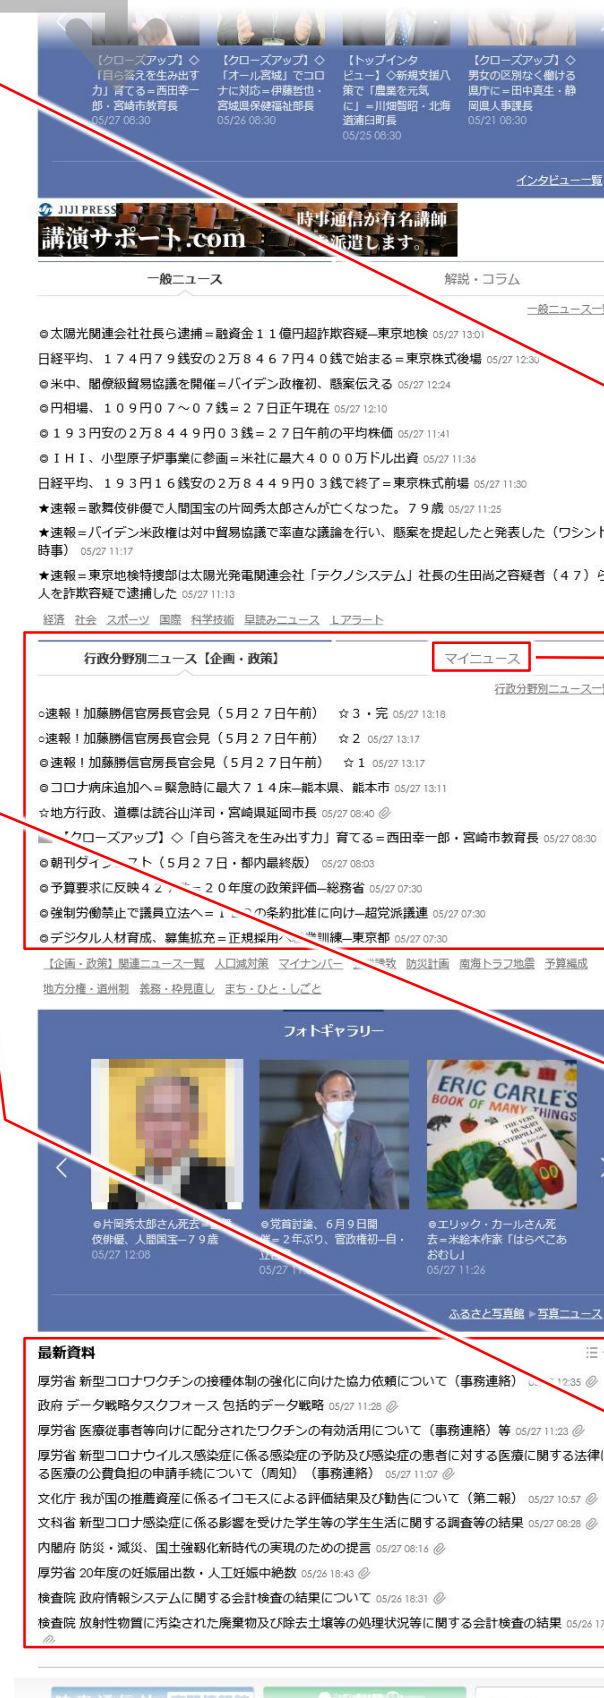 【クローズアップ】◇
「自ら答えを生み出す
力」育てる＝西田幸一
郎・宮崎市教育長
05/27 08:30
【クローズアップ】◇
「オール宮城」でコロ
ナに対応＝伊藤哲也・
宮城県保健福祉部長
05/26 08:30
【トップインタ
ビュー】◇新規支援八
策で「農業を元気
に」＝川畑智昭・北海
道浦臼町長
05/25 08:30
【クローズアップ】◇
男女の区別なく働ける
県庁に＝田中真生・静
岡県人事課長
05/21 08:30
インタビュー一覧
JIJI PRESS
講演サポート.com
時事通信が有名講師
派遣します。
一般ニュース 解説・コラム
一般ニュース一
◎太陽光関連会社社長ら逮捕＝融資金１１億円超詐欺容疑―東京地検 05/27 13:01
日経平均、１７４円７９銭安の２万８４６７円４０銭で始まる＝東京株式後場 05/27 12:30
◎米中、閣僚級貿易協議を開催＝バイデン政権初、懸案伝える 05/27 12:24
◎円相場、１０９円０７～０７銭＝２７日正午現在 05/27 12:10
◎１９３円安の２万８４４９円０３銭＝２７日午前の平均株価 05/27 11:41
◎ＩＨＩ、小型原子炉事業に参画＝米社に最大４０００万ドル出資 05/27 11:36
日経平均、１９３円１６銭安の２万８４４９円０３銭で終了＝東京株式前場 05/27 11:30
★速報＝歌舞伎俳優で人間国宝の片岡秀太郎さんが亡くなった。７９歳 05/27 11:25
★速報＝バイデン米政権は対中貿易協議で率直な議論を行い、懸案を提起したと発表した（ワシント
時事） 05/27 11:17
★速報＝東京地検特捜部は太陽光発電関連会社「テクノシステム」社長の生田尚之容疑者（４７）ら
人を詐欺容疑で逮捕した 05/27 11:13
経済 社会 スポーツ 国際 科学技術 早読みニュース Ｌアラート
行政分野別ニュース【企画・政策】 マイニュース
行政分野別ニュース一
○速報！加藤勝信官房長官会見（５月２７日午前） ☆３・完 05/27 13:18
○速報！加藤勝信官房長官会見（５月２７日午前） ☆２ 05/27 13:17
◎速報！加藤勝信官房長官会見（５月２７日午前） ☆１ 05/27 13:17
◎コロナ病床追加へ＝緊急時に最大７１４床―熊本県、熊本市 05/27 13:11
☆地方行政、道標は読谷山洋司・宮崎県延岡市長 05/27 08:40
【クローズアップ】◇「自ら答えを生み出す力」育てる＝西田幸一郎・宮崎市教育長 05/27 08:30
◎朝刊ダイジェスト（５月２７日・都内最終版） 05/27 08:03
◎予算要求に反映４２ ＝２０年度の政策評価―総務省 05/27 07:30
◎強制労働禁止で議員立法へ＝ の条約批准に向け―超党派議連 05/27 07:30
◎デジタル人材育成、募集拡充＝正規採用へ 訓練―東京都 05/27 07:30
【企画・政策】関連ニュース一覧 人口減対策 マイナンバー 誘致 防災計画 南海トラフ地震 予算編成
地方分権・道州制 義務・枠見直し まち・ひと・しごと
フォトギャラリー
ERIC CARLE'S
BOOK OF MANY THINGS
THE VERY
HUNGRY
CATERPILLAR
◎片岡秀太郎さん死去＝
伎俳優、人間国宝―７９歳
05/27 12:08
◎党首討論、６月９日開
催＝２年ぶり、菅政権初―自・
05/27
◎エリック・カールさん死
去＝米絵本作家「はらぺこあ
おむし」
05/27 11:26
ふるさと写真館 ▶写真ニュース
最新資料
厚労省 新型コロナワクチンの接種体制の強化に向けた協力依頼について（事務連絡） 12:35
政府 データ戦略タスクフォース 包括的データ戦略 05/27 11:28
厚労省 医療従事者等向けに配分されたワクチンの有効活用について（事務連絡）等 05/27 11:23
厚労省 新型コロナウイルス感染症に係る感染症の予防及び感染症の患者に対する医療に関する法律に
る医療の公費負担の申請手続について（周知）（事務連絡） 05/27 11:07
文化庁 我が国の推薦資産に係るイコモスによる評価結果及び勧告について（第二報） 05/27 10:57
文科省 新型コロナ感染症に係る影響を受けた学生等の学生生活に関する調査等の結果 05/27 08:28
内閣府 防災・減災、国土強靱化新時代の実現のための提言 05/27 08:16
厚労省 20年度の妊娠届出数・人工妊娠中絶数 05/26 18:43
検査院 政府情報システムに関する会計検査の結果について 05/26 18:31
検査院 放射性物質に汚染された廃棄物及び除去土壌等の処理状況等に関する会計検査の結果 05/26 17